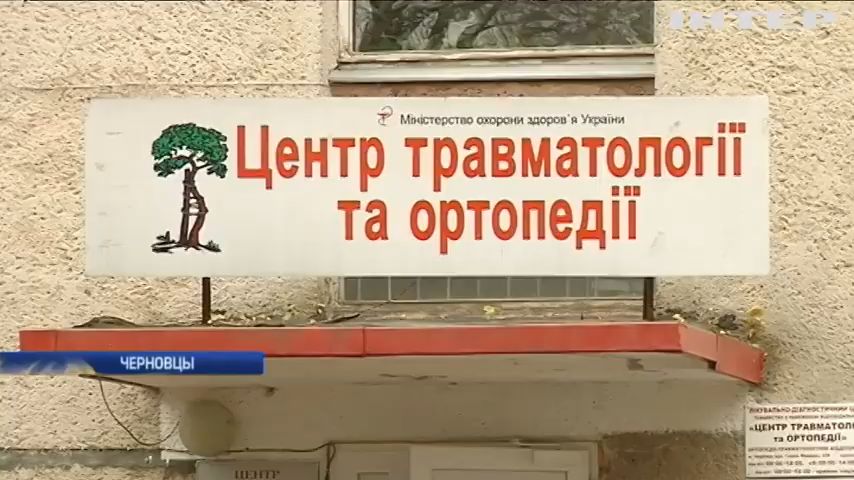 ІНТЕР
Міністерство охорони здоров'я України
Центр травматології
та ортопедії
ЧЕРНОВЦЫ
ЦЕНТР
«ЦЕНТР ТРАВМАТОЛО
та ОРТОПЕДІЇ»